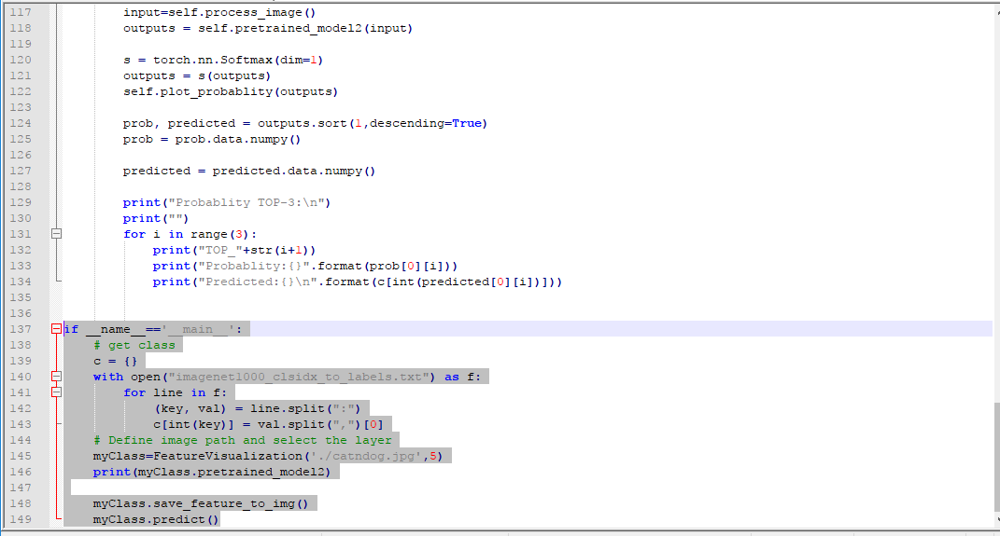 117 input=self.process_image()
118 outputs = self.pretrained_model2(input)
119
120 s = torch.nn.Softmax(dim=1)
121 outputs = s(outputs)
122 self.plot_probablity(outputs)
123
124 prob, predicted = outputs.sort(1,descending=True)
125 prob = prob.data.numpy()
126
127 predicted = predicted.data.numpy()
128
129 print("Probablity TOP-3:\n")
130 print("")
131 for i in range(3):
132 print("TOP_"+str(i+1))
133 print("Probablity:{}".format(prob[0][i]))
134 print("Predicted:{}\n".format(c[int(predicted[0][i])]))
135
136
137 if __name__=='__main__':
138 # get class
139 c = {}
140 with open("imagenet1000_clsidx_to_labels.txt") as f:
141 for line in f:
142 (key, val) = line.split(":")
143 c[int(key)] = val.split(",")[0]
144 # Define image path and select the layer
145 myClass=FeatureVisualization('./catndog.jpg',5)
146 print(myClass.pretrained_model2)
147
148 myClass.save_feature_to_img()
149 myClass.predict()